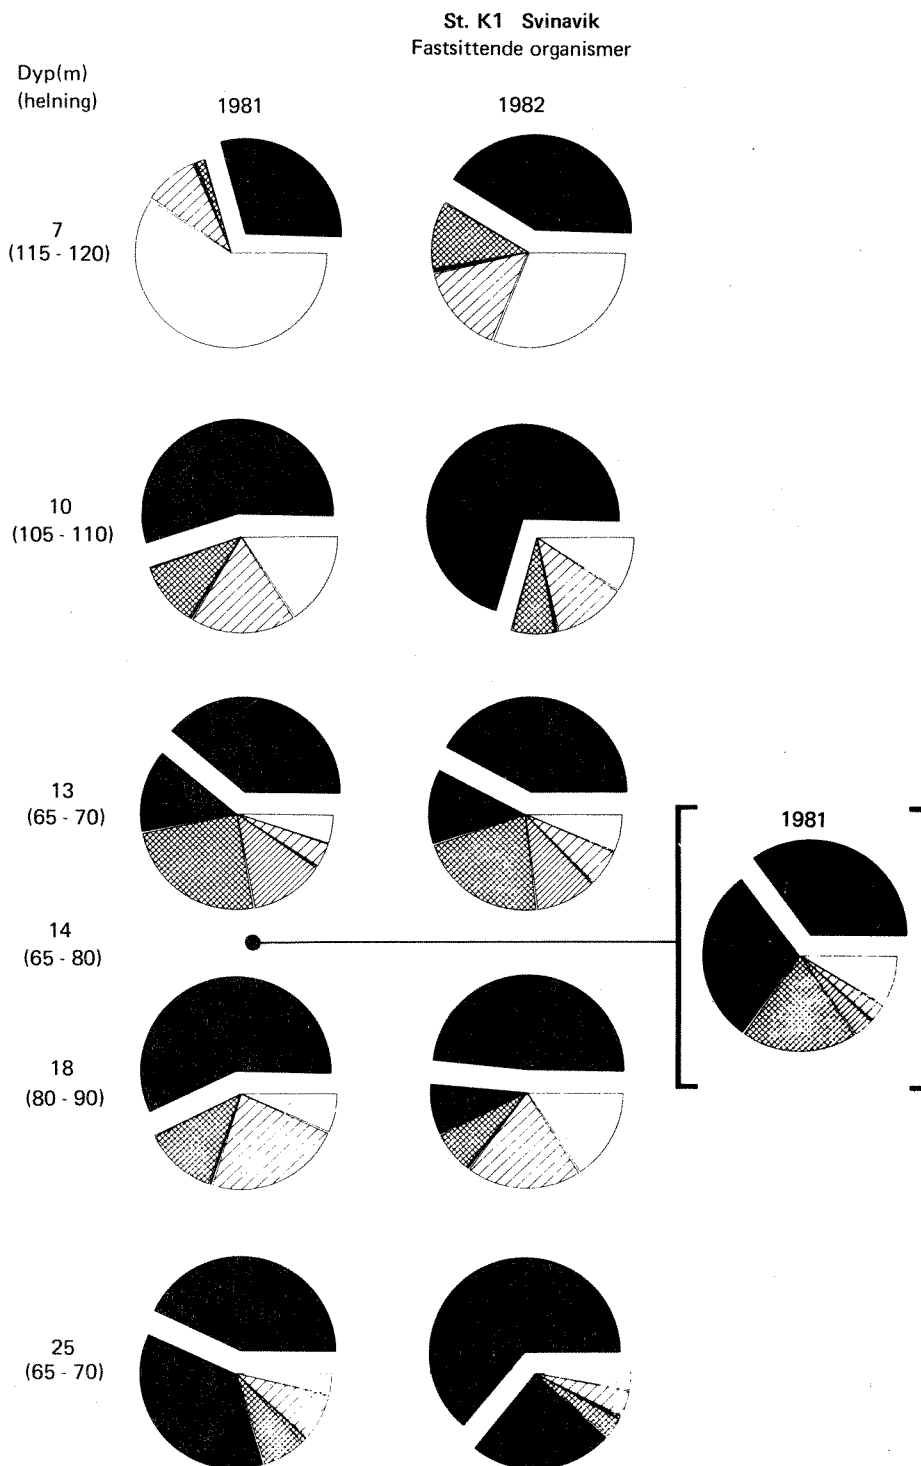 St. K1 Svinavik
Fastsittende organismer
Dyp(m)
(helning)
1981
1982
7
(115 - 120)
10
(105 - 110)
13
(65 - 70)
1981
14
(65 - 80)
18
(80 - 90)
25
(65 - 70)